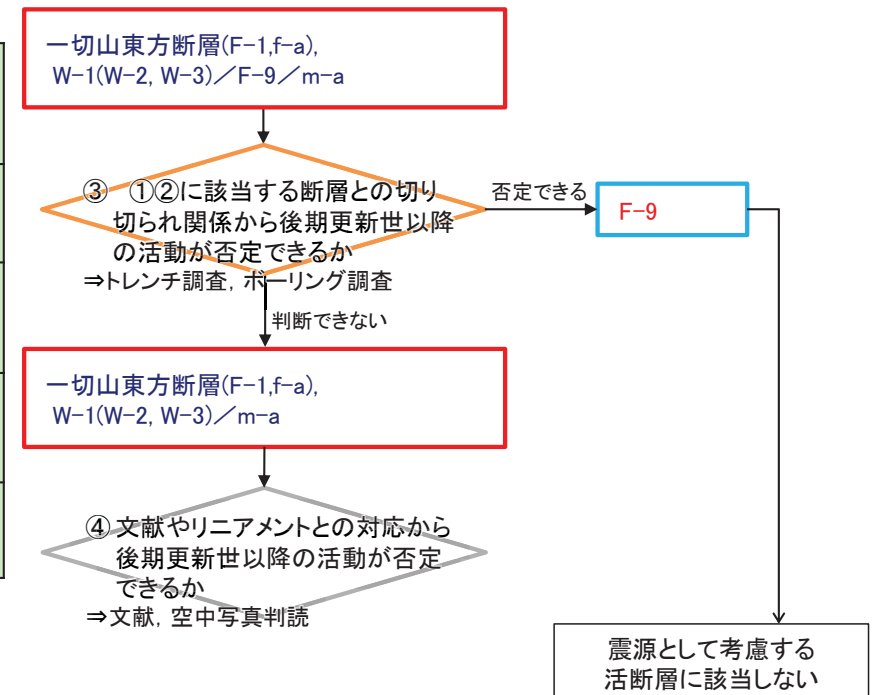 一切山東方断層(F-1,f-a),
W-1(W-2, W-3)／F-9／m-a
③ ①②に該当する断層との切り
切られ関係から後期更新世以降
の活動が否定できるか
⇒トレンチ調査, ボーリング調査
否定できる
F-9
判断できない
一切山東方断層(F-1,f-a),
W-1(W-2, W-3)／m-a
④ 文献やリニアメントとの対応から
後期更新世以降の活動が否定
できるか
⇒文献, 空中写真判読
震源として考慮する
活断層に該当しない